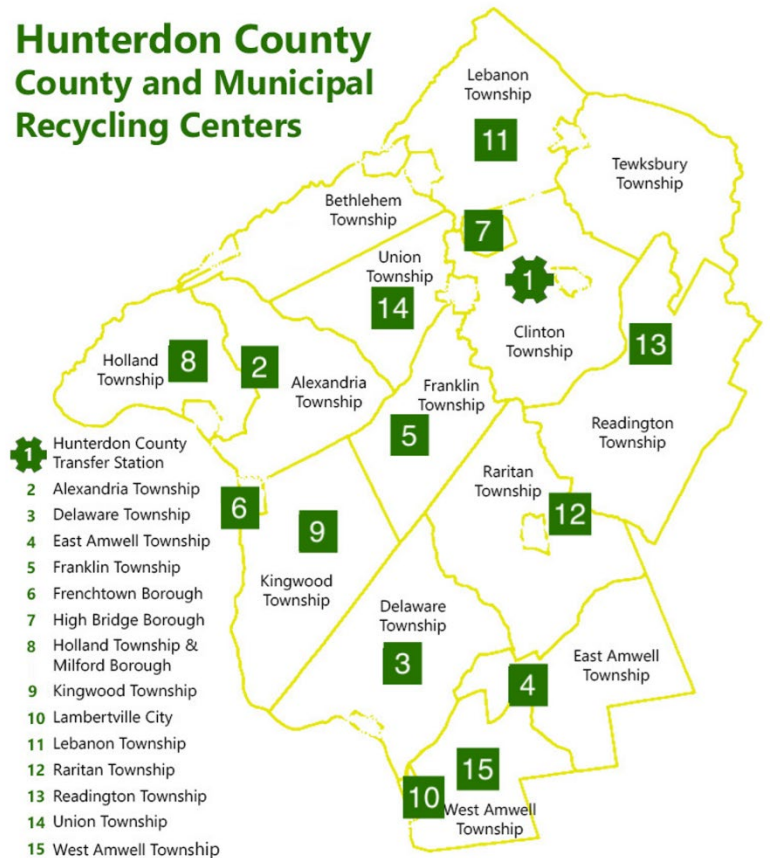 Hunterdon County
County and Municipal
Recycling Centers
Lebanon
Township
11
Tewksbury
Township
Bethlehem
Township
7
Union
Township
14
1
Clinton
Township
13
Holland
Township
8
2
Alexandria
Township
Franklin
Township
5
Readington
Township
Raritan
Township
12
6
9
Kingwood
Township
Delaware
Township
3
East Amwell
Township
4
15
10
West Amwell
Township
1 Hunterdon County
Transfer Station
2 Alexandria Township
3 Delaware Township
4 East Amwell Township
5 Franklin Township
6 Frenchtown Borough
7 High Bridge Borough
8 Holland Township &
Milford Borough
9 Kingwood Township
10 Lambertville City
11 Lebanon Township
12 Raritan Township
13 Readington Township
14 Union Township
15 West Amwell Township